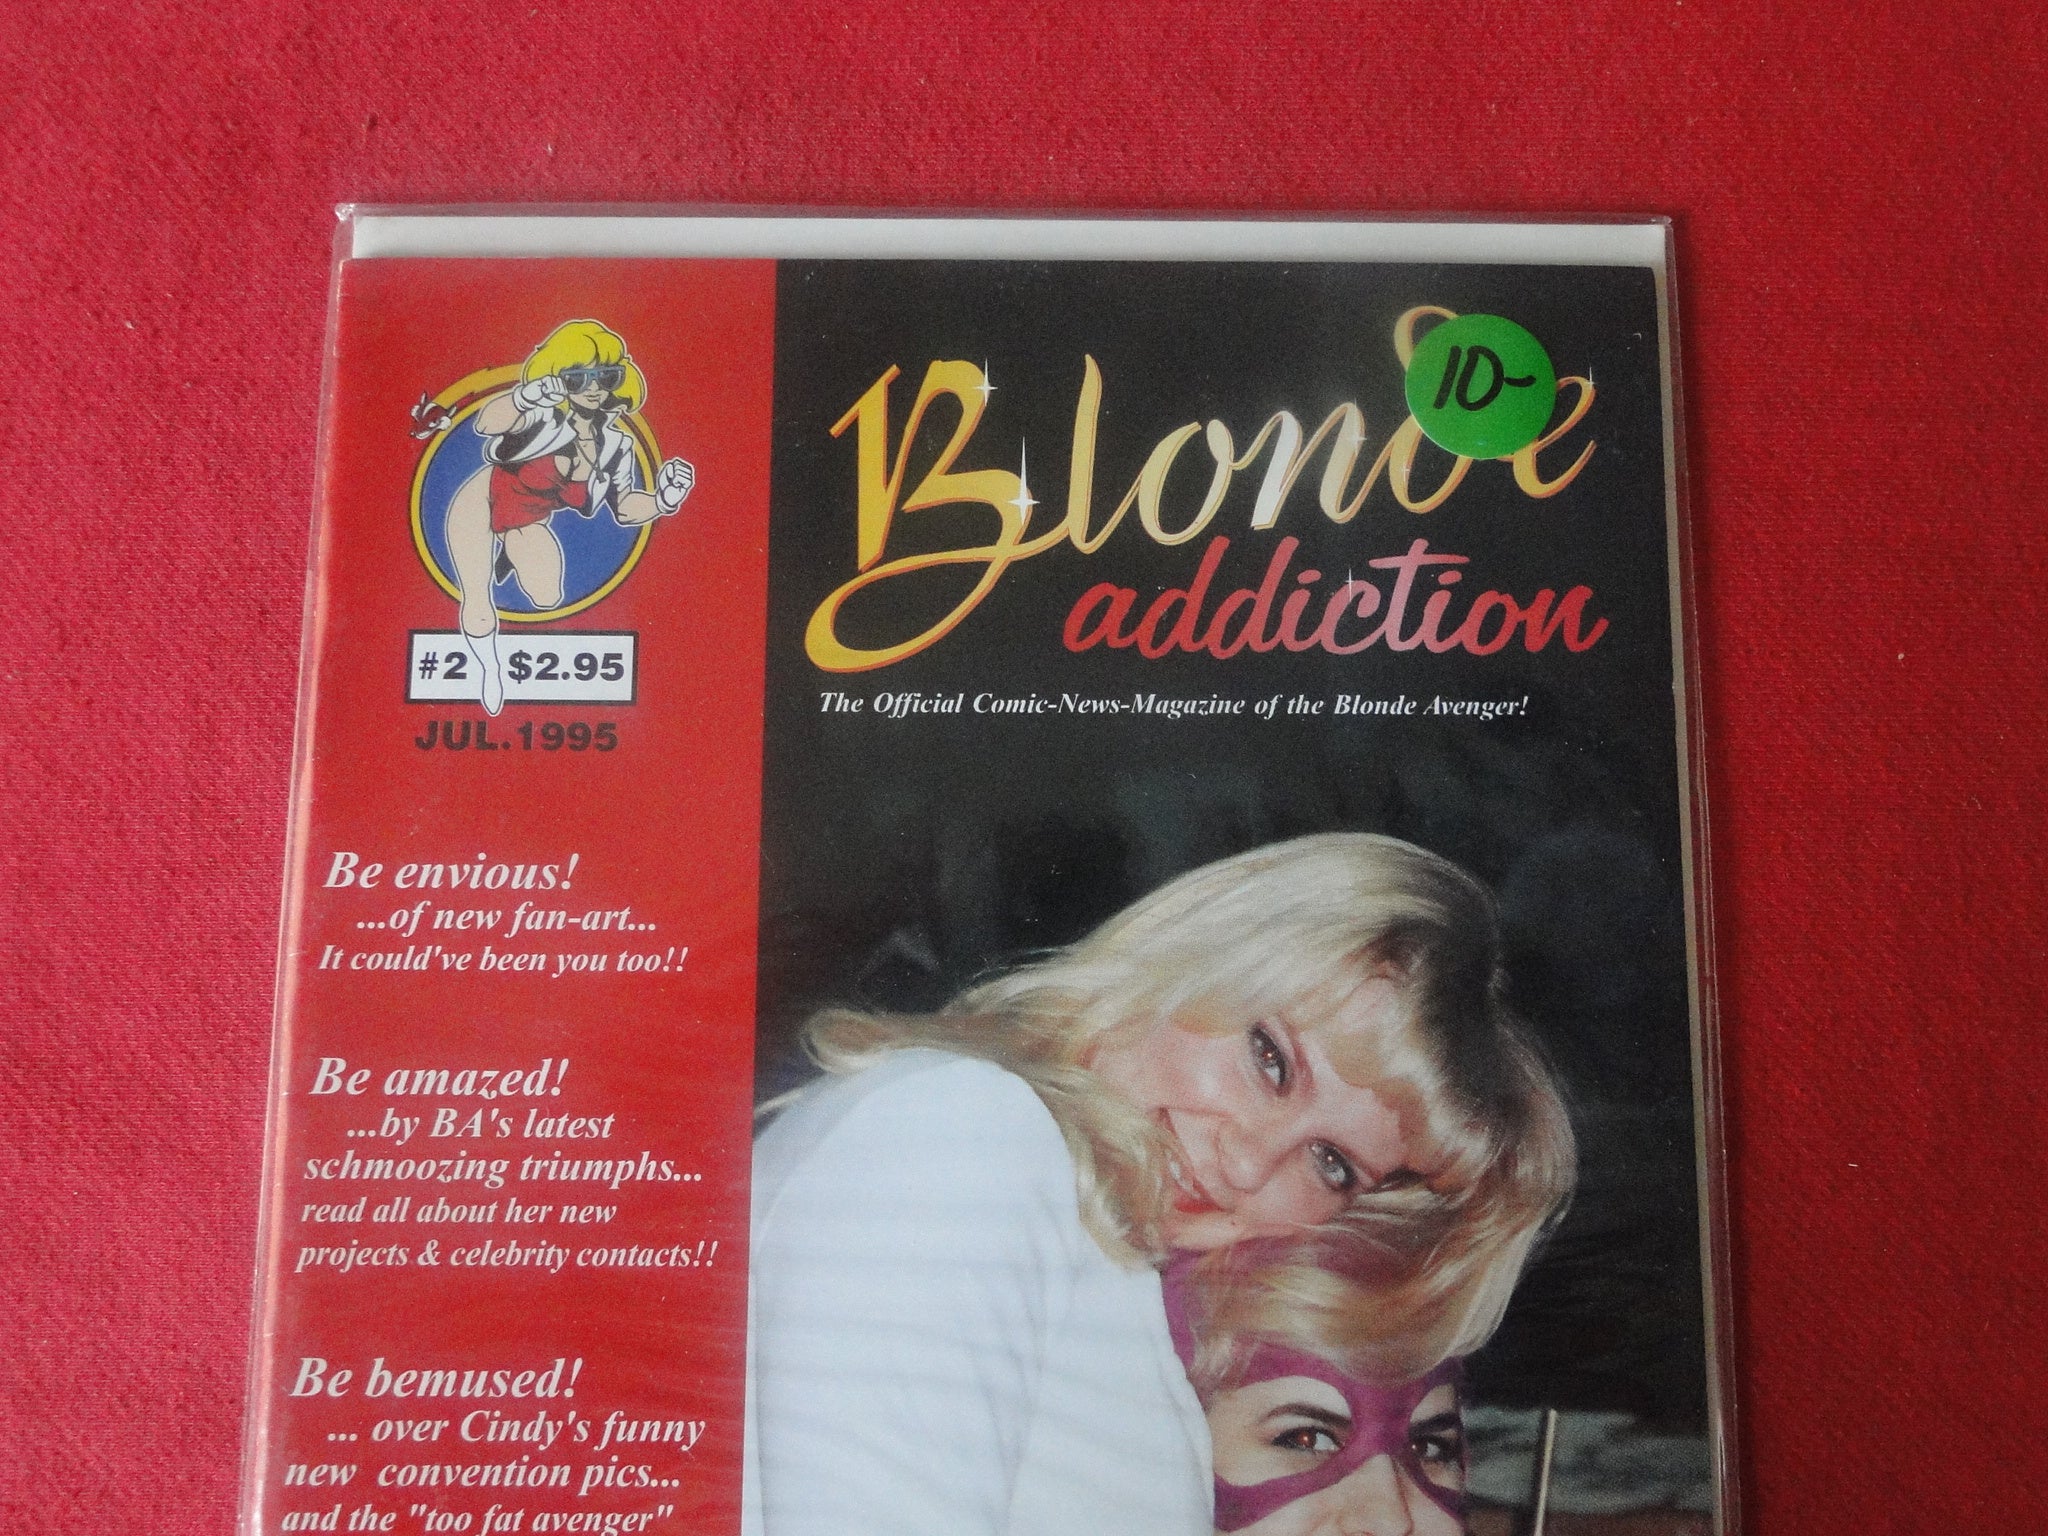 #2 $2.95
JUL.1995
10-
Blonde
addiction
The Official Comic-News-Magazine of the Blonde Avenger!
Be envious!
...of new fan-art...
It could've been you too!!
Be amazed!
...by BA's latest
schmoozing triumphs...
read all about her new
projects & celebrity contacts!!
Be bemused!
... over Cindy's funny
new convention pics...
and the "too fat avenger"